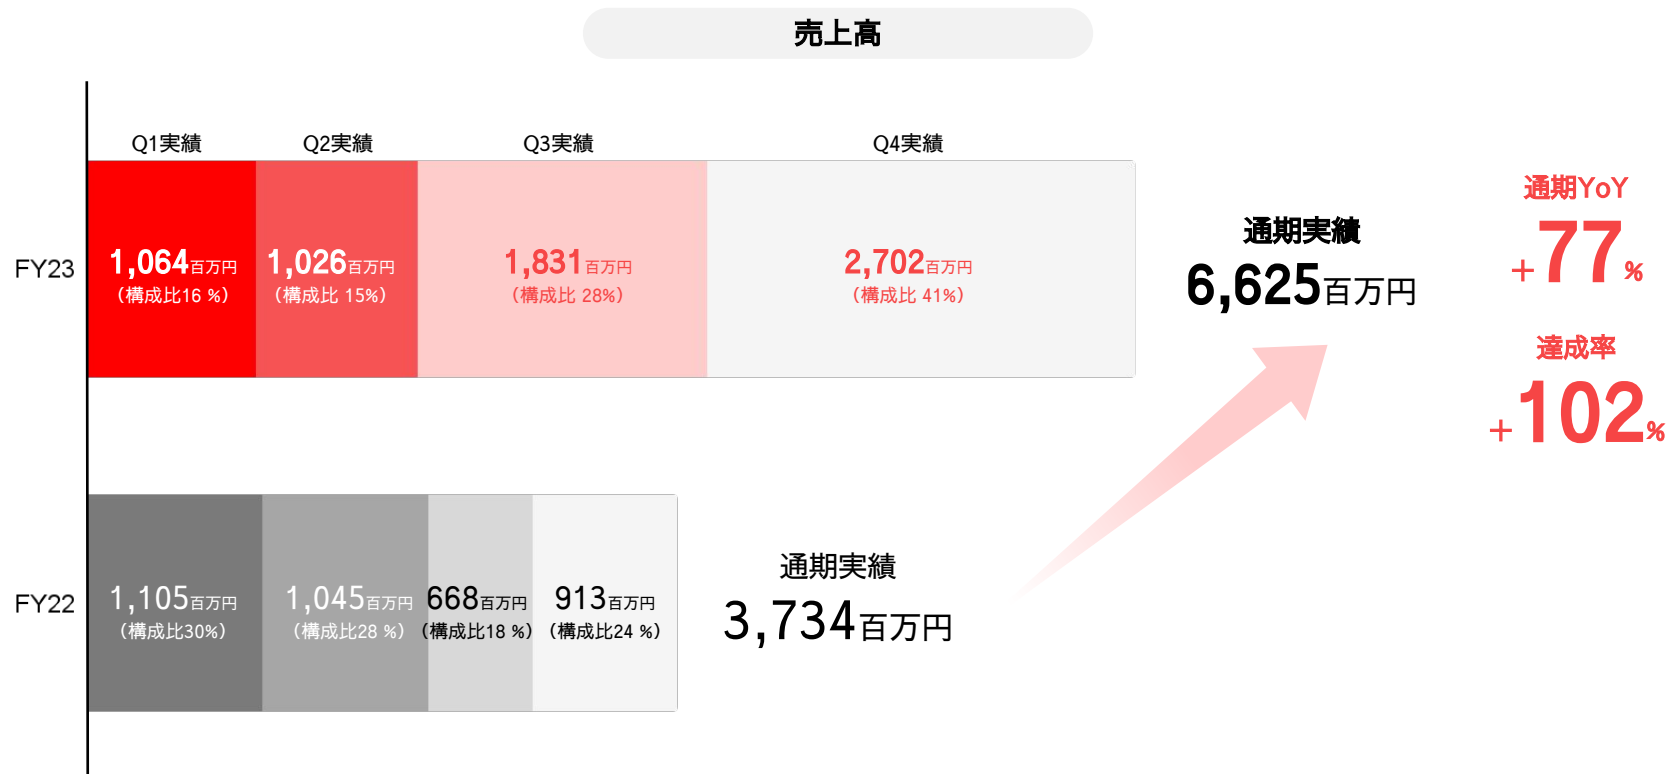 売上高
Q1実績 Q2実績 Q3実績 Q4実績
FY23
1,064百万円
（構成比16 %）
1,026百万円
（構成比 15%）
1,831百万円
（構成比 28%）
2,702百万円
（構成比 41%）
通期実績
6,625百万円
通期YoY
+77%
達成率
+102%
FY22
1,105百万円
（構成比30%）
1,045百万円
（構成比28 %）
668百万円
（構成比18 %）
913百万円
（構成比24 %）
通期実績
3,734百万円